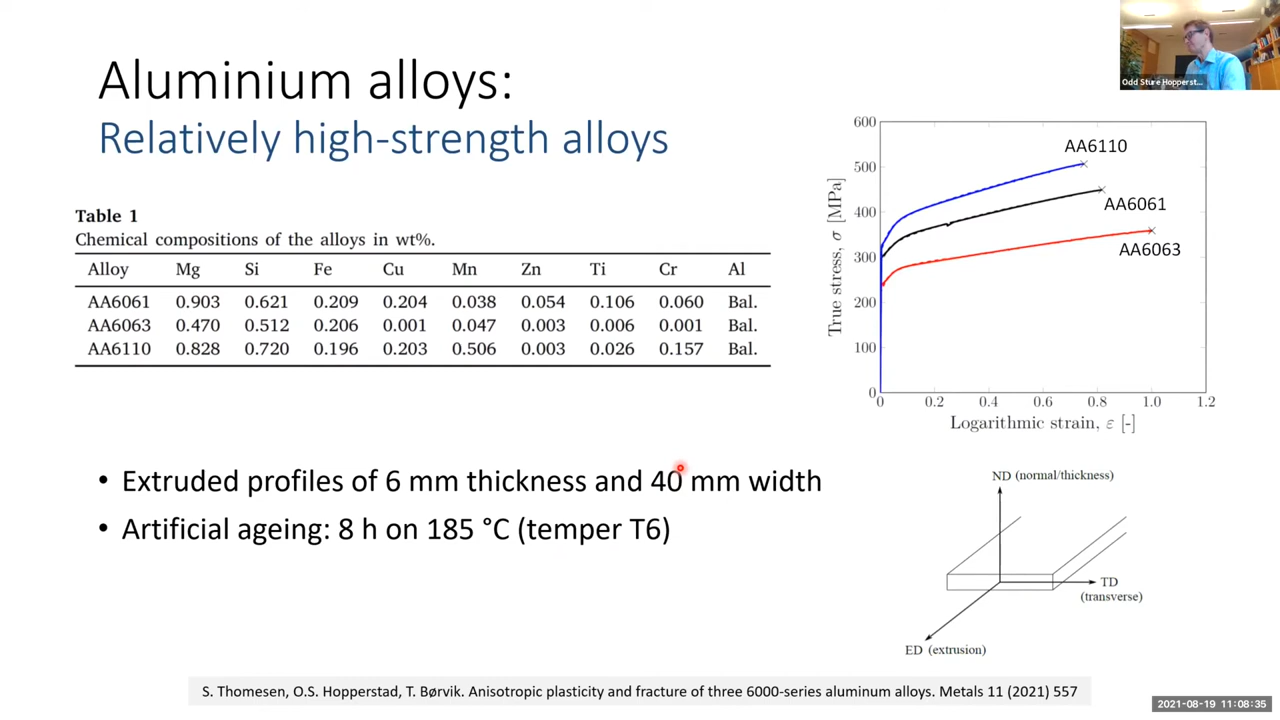 Aluminium alloys:
Relatively high-strength alloys
Odd Sture Hopperst...
Table 1
Chemical compositions of the alloys in wt%.
Alloy Mg Si Fe Cu Mn Zn Ti Cr Al
AA6061 0.903 0.621 0.209 0.204 0.038 0.054 0.106 0.060 Bal.
AA6063 0.470 0.512 0.206 0.001 0.047 0.003 0.006 0.001 Bal.
AA6110 0.828 0.720 0.196 0.203 0.506 0.003 0.026 0.157 Bal.
600
500
400
300
200
100
0
True stress, σ [MPa]
AA6110
AA6061
AA6063
0 0.2 0.4 0.6 0.8 1.0 1.2
Logarithmic strain, ε [-]
• Extruded profiles of 6 mm thickness and 40 mm width
• Artificial ageing: 8 h on 185 °C (temper T6)
ND (normal/thickness)
TD
(transverse)
ED (extrusion)
S. Thomesen, O.S. Hopperstad, T. Børvik. Anisotropic plasticity and fracture of three 6000-series aluminum alloys. Metals 11 (2021) 557
2021-08-19 11:08:35